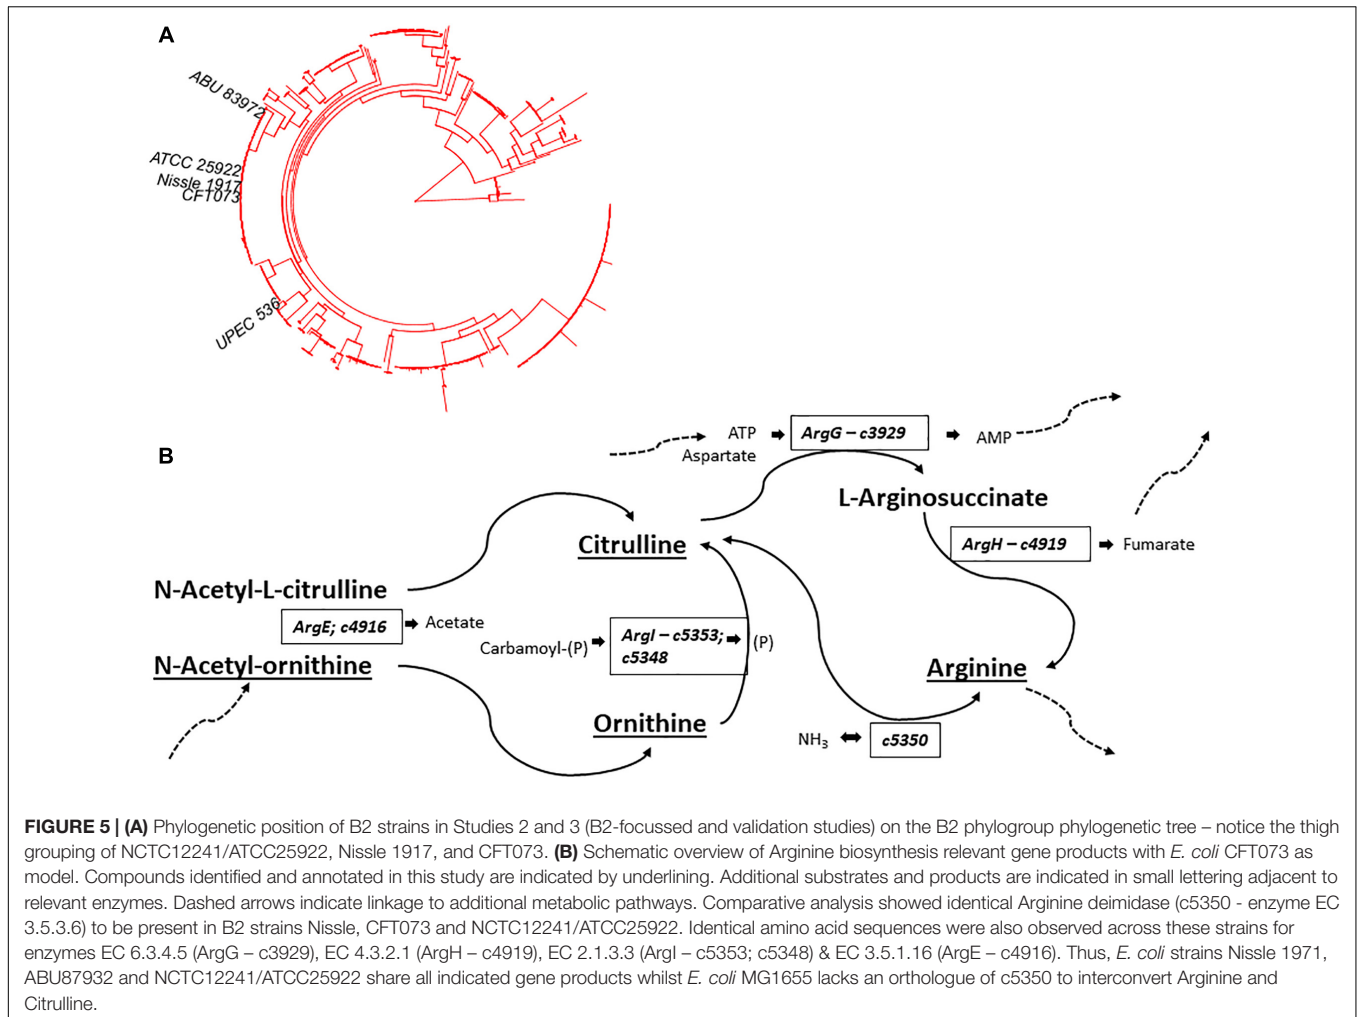 A
ABU 83972
ATCC 25922
Nissle 1917
CFT073
UPEC 536
B
ATP
Aspartate
ArgG – c3929
AMP
L-Arginosuccinate
Citrulline
ArgH – c4919
Fumarate
N-Acetyl-L-citrulline
ArgE; c4916
Acetate
Carbamoyl-(P)
ArgI – c5353;
c5348
(P)
N-Acetyl-ornithine
Arginine
Ornithine
NH3
c5350
FIGURE 5 | (A) Phylogenetic position of B2 strains in Studies 2 and 3 (B2-focussed and validation studies) on the B2 phylogroup phylogenetic tree – notice the thigh
grouping of NCTC12241/ATCC25922, Nissle 1917, and CFT073. (B) Schematic overview of Arginine biosynthesis relevant gene products with E. coli CFT073 as
model. Compounds identified and annotated in this study are indicated by underlining. Additional substrates and products are indicated in small lettering adjacent to
relevant enzymes. Dashed arrows indicate linkage to additional metabolic pathways. Comparative analysis showed identical Arginine deimidase (c5350 - enzyme EC
3.5.3.6) to be present in B2 strains Nissle, CFT073 and NCTC12241/ATCC25922. Identical amino acid sequences were also observed across these strains for
enzymes EC 6.3.4.5 (ArgG – c3929), EC 4.3.2.1 (ArgH – c4919), EC 2.1.3.3 (ArgI – c5353; c5348) & EC 3.5.1.16 (ArgE – c4916). Thus, E. coli strains Nissle 1971,
ABU87932 and NCTC12241/ATCC25922 share all indicated gene products whilst E. coli MG1655 lacks an orthologue of c5350 to interconvert Arginine and
Citrulline.